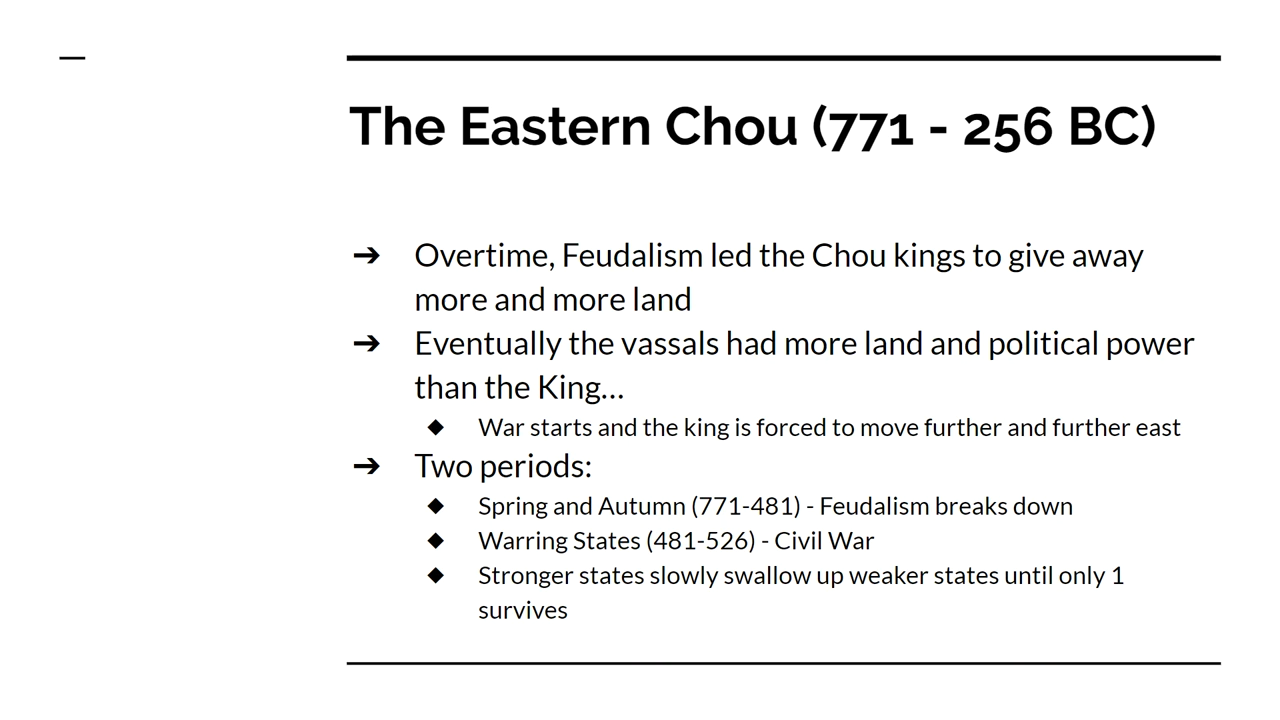 The Eastern Chou (771 - 256 BC)
➔ Overtime, Feudalism led the Chou kings to give away
more and more land
➔ Eventually the vassals had more land and political power
than the King...
◆ War starts and the king is forced to move further and further east
➔ Two periods:
◆ Spring and Autumn (771-481) - Feudalism breaks down
◆ Warring States (481-526) - Civil War
◆ Stronger states slowly swallow up weaker states until only 1
survives